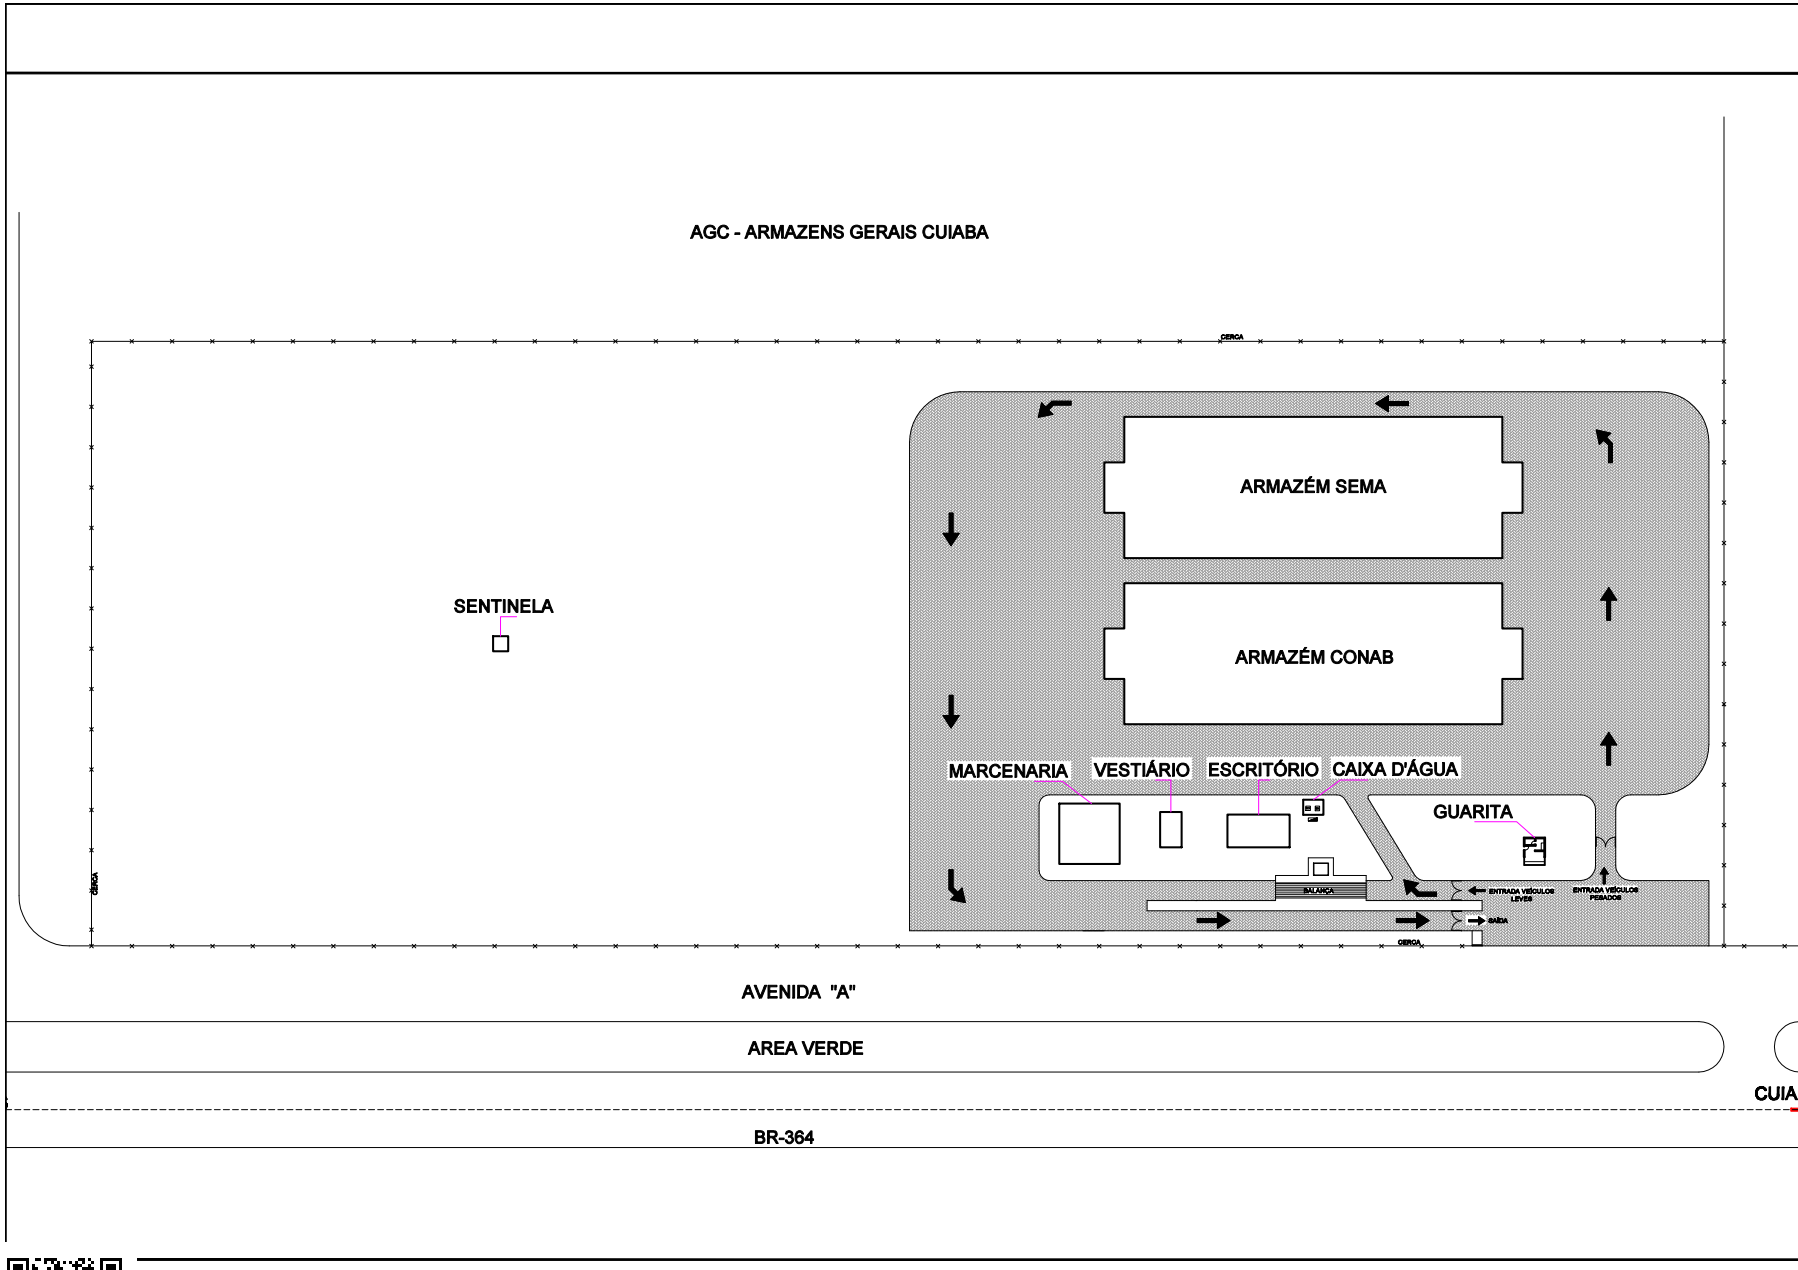 AGC - ARMAZENS GERAIS CUIABA
CERCA
ARMAZÉM SEMA
SENTINELA
ARMAZÉM CONAB
MARCENARIA
VESTIÁRIO
ESCRITÓRIO
CAIXA D'ÁGUA
GUARITA
CERCA
BALANÇA
ENTRADA VEÍCULOS
LEVES
ENTRADA VEÍCULOS
PESADOS
SAÍDA
CERCA
AVENIDA "A"
AREA VERDE
CUIA
BR-364